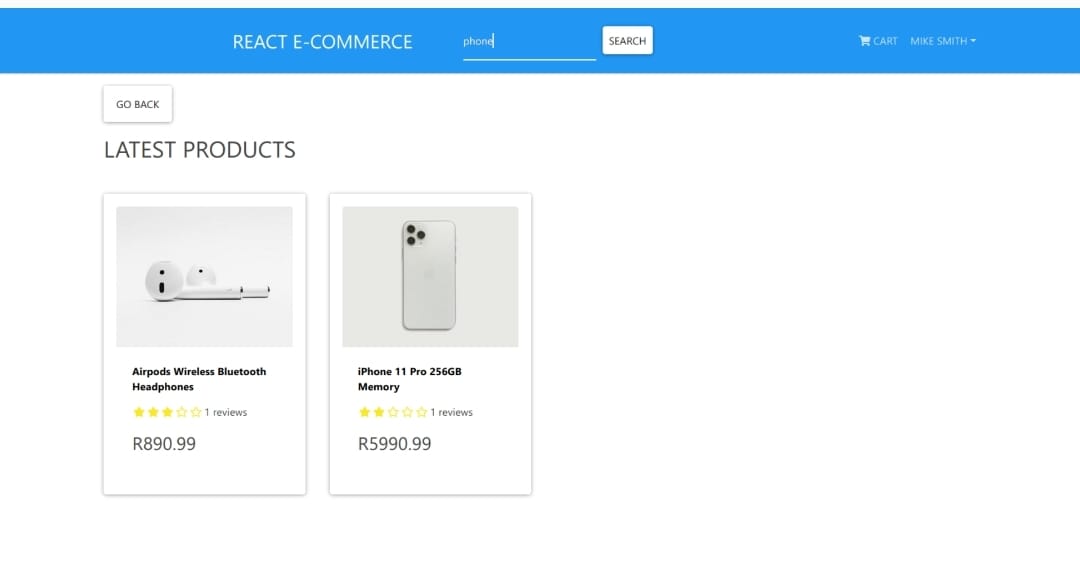 REACT E-COMMERCE phone SEARCH CART MIKE SMITH
GO BACK
LATEST PRODUCTS
Airpods Wireless Bluetooth
Headphones
1 reviews
R890.99
iPhone 11 Pro 256GB
Memory
1 reviews
R5990.99